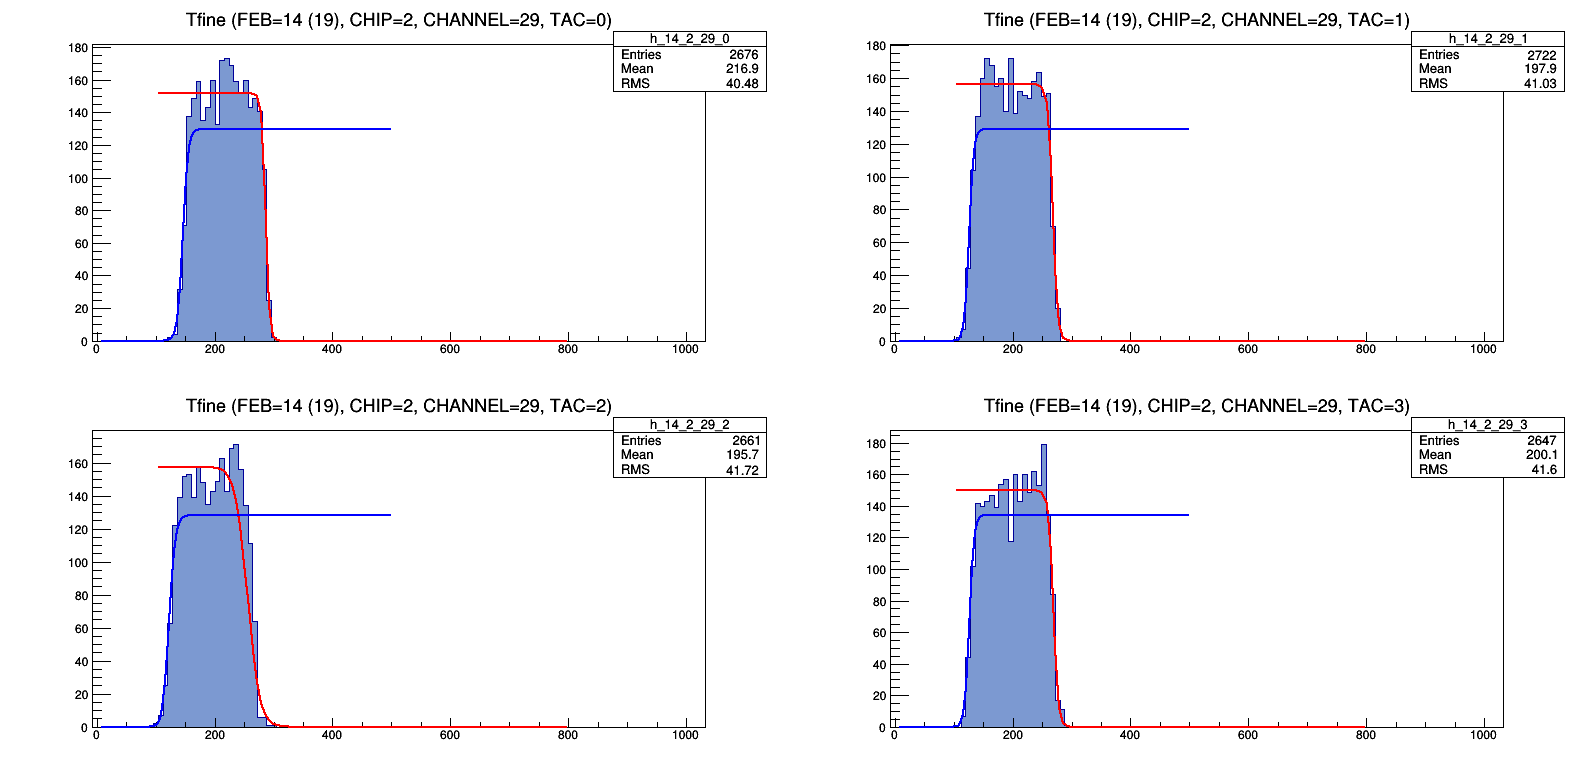 Tfine (FEB=14 (19), CHIP=2, CHANNEL=29, TAC=0)
h_14_2_29_0
Entries 2676
Mean 216.9
RMS 40.48
180
160
140
120
100
80
60
40
20
0
0 200 400 600 800 1000
Tfine (FEB=14 (19), CHIP=2, CHANNEL=29, TAC=1)
h_14_2_29_1
Entries 2722
Mean 197.9
RMS 41.03
180
160
140
120
100
80
60
40
20
0
0 200 400 600 800 1000
Tfine (FEB=14 (19), CHIP=2, CHANNEL=29, TAC=2)
h_14_2_29_2
Entries 2661
Mean 195.7
RMS 41.72
160
140
120
100
80
60
40
20
0
0 200 400 600 800 1000
Tfine (FEB=14 (19), CHIP=2, CHANNEL=29, TAC=3)
h_14_2_29_3
Entries 2647
Mean 200.1
RMS 41.6
180
160
140
120
100
80
60
40
20
0
0 200 400 600 800 1000